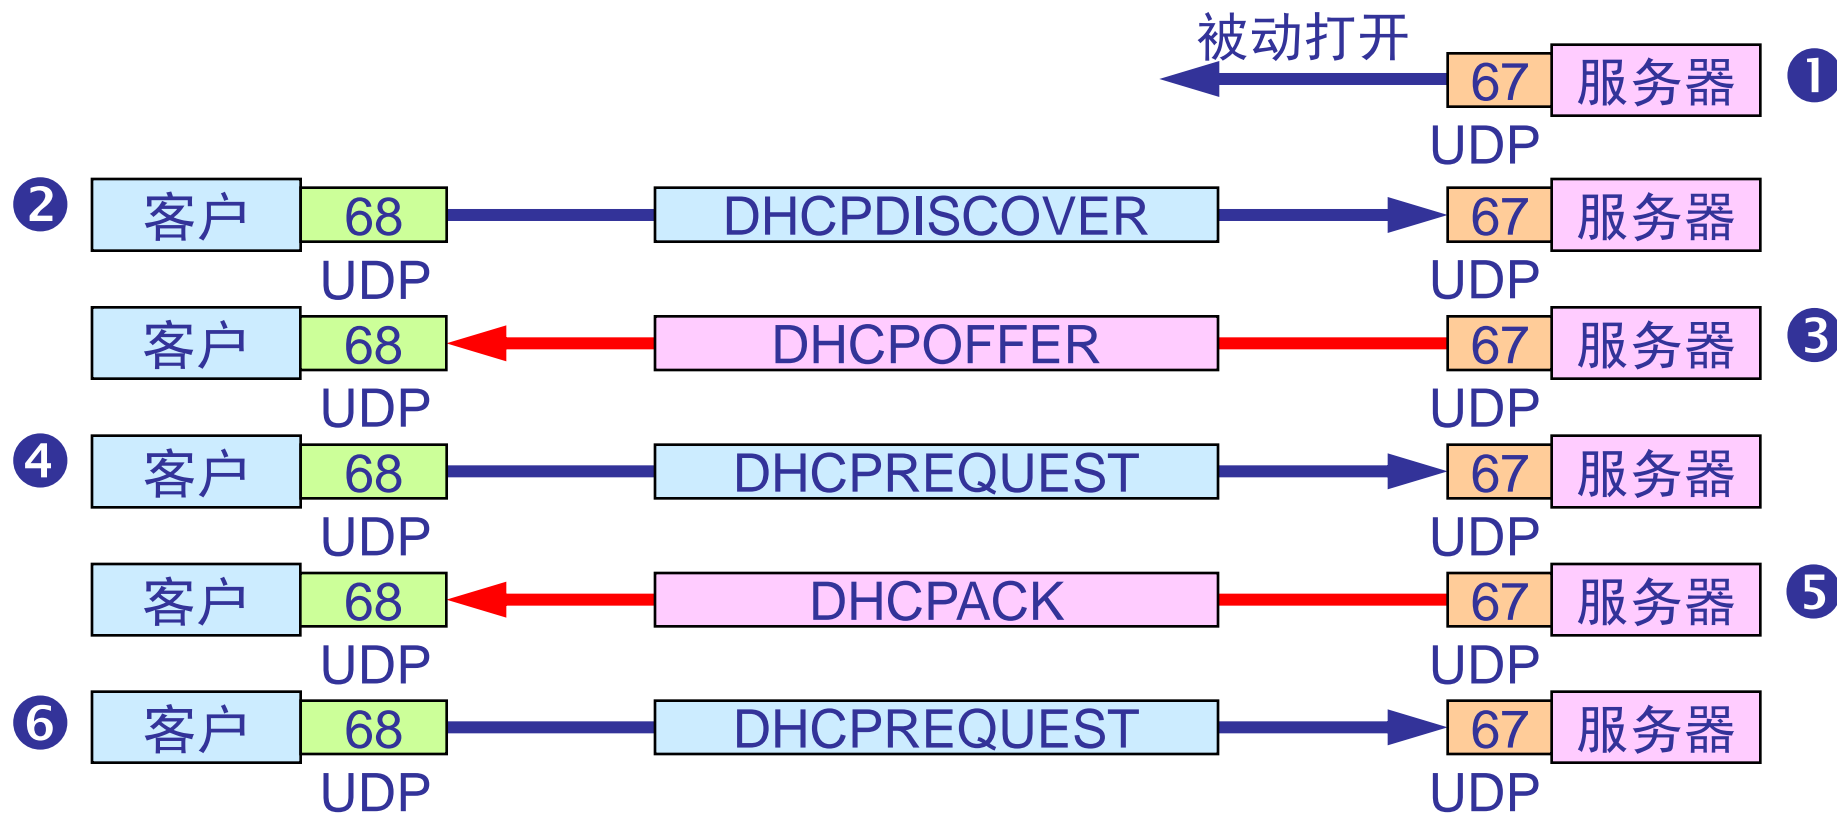 被动打开
67 服务器 ❶
UDP
❷ 客户 68 DHCPDISCOVER 67 服务器
UDP UDP
客户 68 DHCPOFFER 67 服务器 ❸
UDP UDP
❹ 客户 68 DHCPREQUEST 67 服务器
UDP UDP
客户 68 DHCPACK 67 服务器 ❺
UDP UDP
❻ 客户 68 DHCPREQUEST 67 服务器
UDP UDP